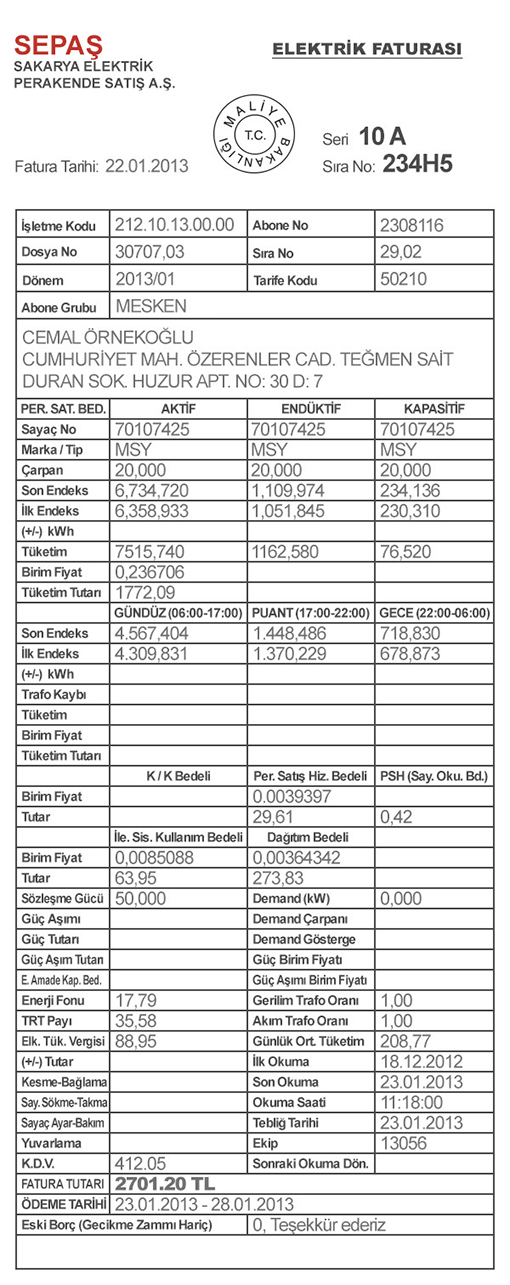 SEPAŞ
SAKARYA ELEKTRİK
PERAKENDE SATIŞ A.Ş.
ELEKTRİK FATURASI
MALİYE BAKANLIĞI
T.C.
Seri 10 A
Fatura Tarihi: 22.01.2013 Sıra No: 234H5
İşletme Kodu 212.10.13.00.00 Abone No 2308116
Dosya No 30707,03 Sıra No 29,02
Dönem 2013/01 Tarife Kodu 50210
Abone Grubu MESKEN
CEMAL ÖRNEKOĞLU
CUMHURİYET MAH. ÖZERENLER CAD. TEĞMEN SAİT
DURAN SOK. HUZUR APT. NO: 30 D: 7
PER. SAT. BED. AKTİF ENDÜKTİF KAPASİTİF
Sayaç No 70107425 70107425 70107425
Marka / Tip MSY MSY MSY
Çarpan 20,000 20,000 20,000
Son Endeks 6,734,720 1,109,974 234,136
İlk Endeks 6,358,933 1,051,845 230,310
(+/-) kWh
Tüketim 7515,740 1162,580 76,520
Birim Fiyat 0,236706
Tüketim Tutarı 1772,09
GÜNDÜZ (06:00-17:00) PUANT (17:00-22:00) GECE (22:00-06:00)
Son Endeks 4.567,404 1.448,486 718,830
İlk Endeks 4.309,831 1.370,229 678,873
(+/-) kWh
Trafo Kaybı
Tüketim
Birim Fiyat
Tüketim Tutarı
K / K Bedeli Per. Satış Hiz. Bedeli PSH (Say. Oku. Bd.)
Birim Fiyat 0.0039397
Tutar 29,61 0,42
İle. Sis. Kullanım Bedeli Dağıtım Bedeli
Birim Fiyat 0,0085088 0,00364342
Tutar 63,95 273,83
Sözleşme Gücü 50,000 Demand (kW) 0,000
Güç Aşımı Demand Çarpanı
Güç Tutarı Demand Gösterge
Güç Aşım Tutarı Güç Birim Fiyatı
E. Amade Kap. Bed. Güç Aşımı Birim Fiyatı
Enerji Fonu 17,79 Gerilim Trafo Oranı 1,00
TRT Payı 35,58 Akım Trafo Oranı 1,00
Elk. Tük. Vergisi 88,95 Günlük Ort. Tüketim 208,77
(+/-) Tutar İlk Okuma 18.12.2012
Kesme-Bağlama Son Okuma 23.01.2013
Say. Sökme-Takma Okuma Saati 11:18:00
Sayaç Ayar-Bakım Tebliğ Tarihi 23.01.2013
Yuvarlama Ekip 13056
K.D.V. 412.05 Sonraki Okuma Dön.
FATURA TUTARI 2701.20 TL
ÖDEME TARİHİ 23.01.2013 - 28.01.2013
Eski Borç (Gecikme Zammı Hariç) 0, Teşekkür ederiz